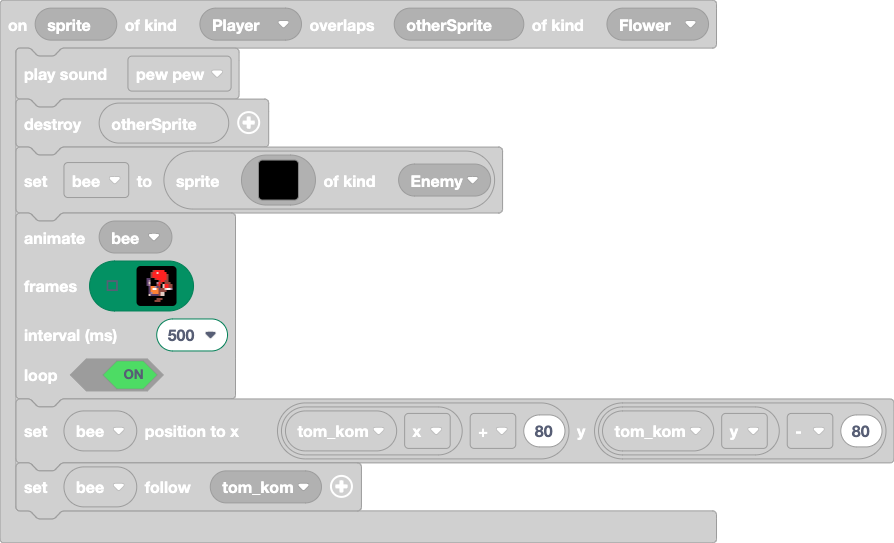 on sprite of kind Player overlaps otherSprite of kind Flower
play sound pew pew
destroy otherSprite
set bee to sprite of kind Enemy
animate bee
frames
interval (ms) 500
loop ON
set bee position to x tom_kom x + 80 y tom_kom y - 80
set bee follow tom_kom